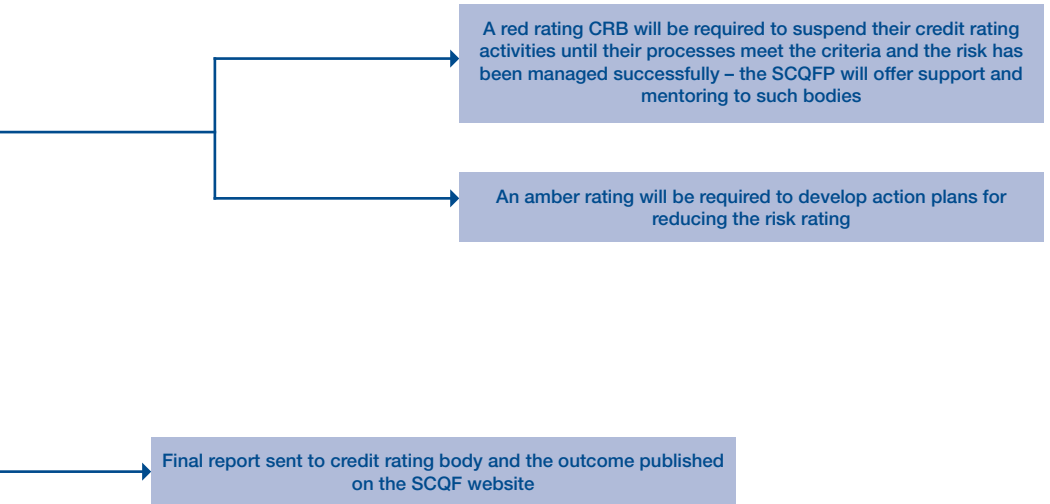 A red rating CRB will be required to suspend their credit rating
activities until their processes meet the criteria and the risk has
been managed successfully – the SCQFP will offer support and
mentoring to such bodies
An amber rating will be required to develop action plans for
reducing the risk rating
Final report sent to credit rating body and the outcome published
on the SCQF website